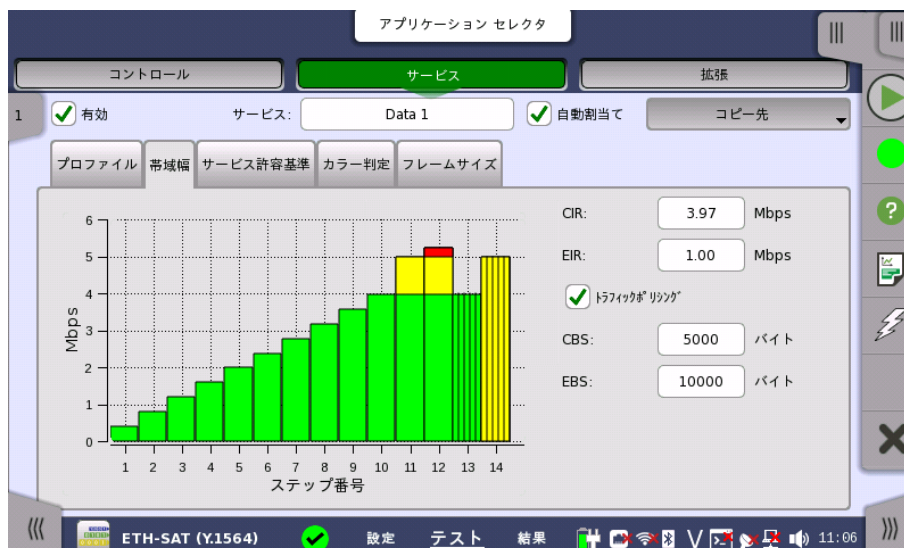 アプリケーション セレクタ
コントロール
サービス
拡張
1
有効
サービス:
Data 1
自動割当て
コピー先
プロファイル
帯域幅
サービス許容基準
カラー判定
フレームサイズ
6
5
4
3
2
1
0
Mbps
1 2 3 4 5 6 7 8 9 10 11 12 13 14
ステップ番号
CIR: 3.97 Mbps
EIR: 1.00 Mbps
トラフィックポリシング
CBS: 5000 バイト
EBS: 10000 バイト
ETH-SAT (Y.1564)
設定
テスト
結果
11:06